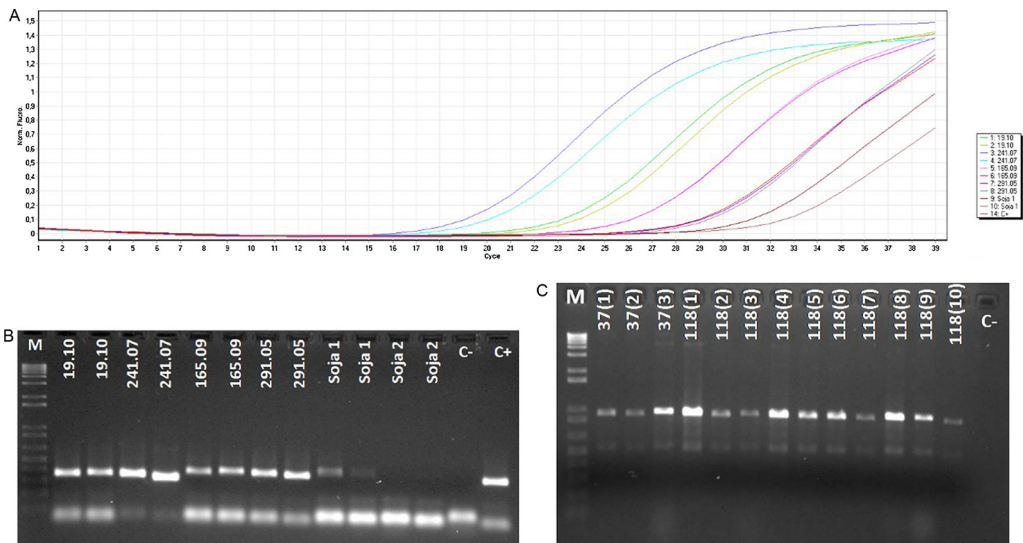 A
1,5
1,4
1,3
1,2
1,1
1
0,9
0,8
0,7
0,6
0,5
0,4
0,3
0,2
0,1
0
Norm. Fluoro.
1 2 3 4 5 6 7 8 9 10 11 12 13 14 15 16 17 18 19 20 21 22 23 24 25 26 27 28 29 30 31 32 33 34 35 36 37 38 39
Cycle
1: 19.10
2: 19.10
3: 241.07
4: 241.07
5: 165.09
6: 165.09
7: 291.05
8: 291.05
9: Soja 1
10: Soja 1
14: C+
B
M 19.10 19.10 241.07 241.07 165.09 165.09 291.05 291.05 Soja 1 Soja 1 Soja 2 Soja 2 C- C+
C
M 37(1) 37(2) 37(3) 118(1) 118(2) 118(3) 118(4) 118(5) 118(6) 118(7) 118(8) 118(9) 118(10) C-